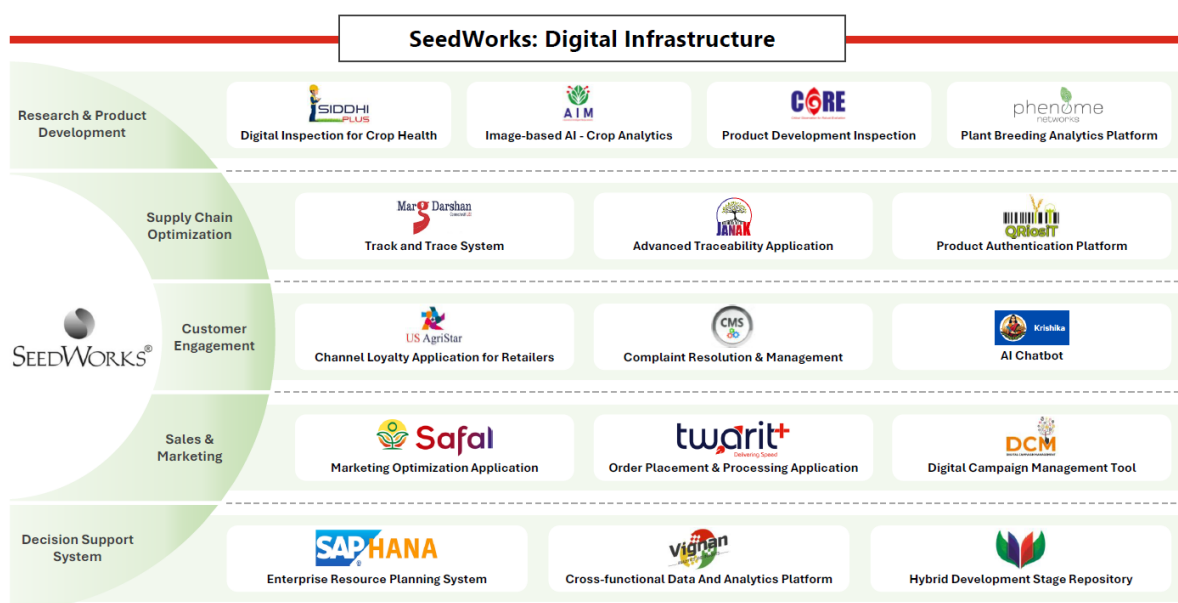 SeedWorks: Digital Infrastructure
Research & Product
Development
SIDDHI
PLUS
Digital Inspection for Crop Health
AIM
Image-based AI - Crop Analytics
CORE
Product Development Inspection
phenome
networks
Plant Breeding Analytics Platform
Supply Chain
Optimization
Marg Darshan
Track and Trace System
JANAK
Advanced Traceability Application
QRiosIT
Product Authentication Platform
SEEDWORKS®
Customer
Engagement
US AgriStar
Channel Loyalty Application for Retailers
CMS
Complaint Resolution & Management
Krishika
AI Chatbot
Sales &
Marketing
Safal
Marketing Optimization Application
twarit+
Delivering Speed
Order Placement & Processing Application
DCM
DIGITAL CAMPAIGN MANAGEMENT
Digital Campaign Management Tool
Decision Support
System
SAP HANA
®
Enterprise Resource Planning System
Vignan
Cross-functional Data And Analytics Platform
Hybrid Development Stage Repository